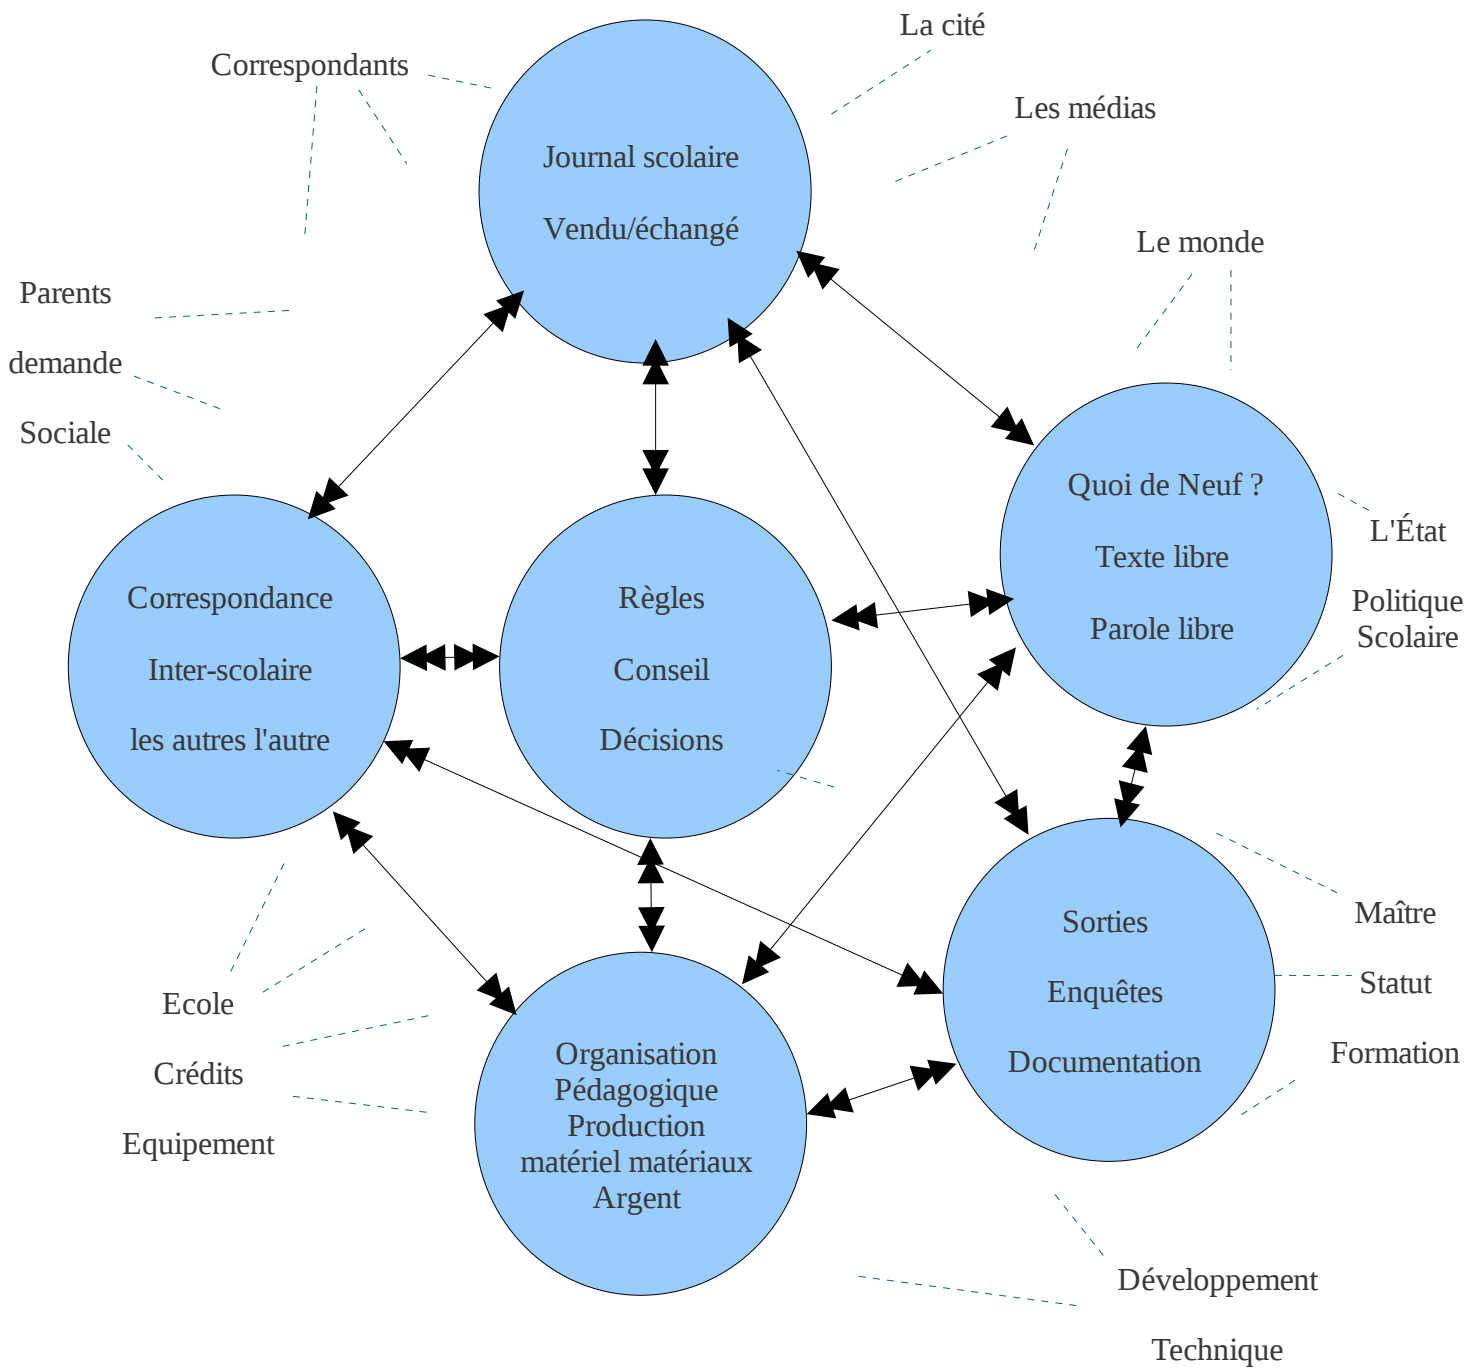 La cité
Correspondants
Les médias
Journal scolaire
Vendu/échangé
Le monde
Parents
demande
Sociale
Quoi de Neuf ?
Texte libre
Parole libre
L'État
Politique
Scolaire
Correspondance
Inter-scolaire
les autres l'autre
Règles
Conseil
Décisions
Sorties
Enquêtes
Documentation
Maître
Statut
Formation
Ecole
Crédits
Equipement
Organisation
Pédagogique
Production
matériel matériaux
Argent
Développement
Technique